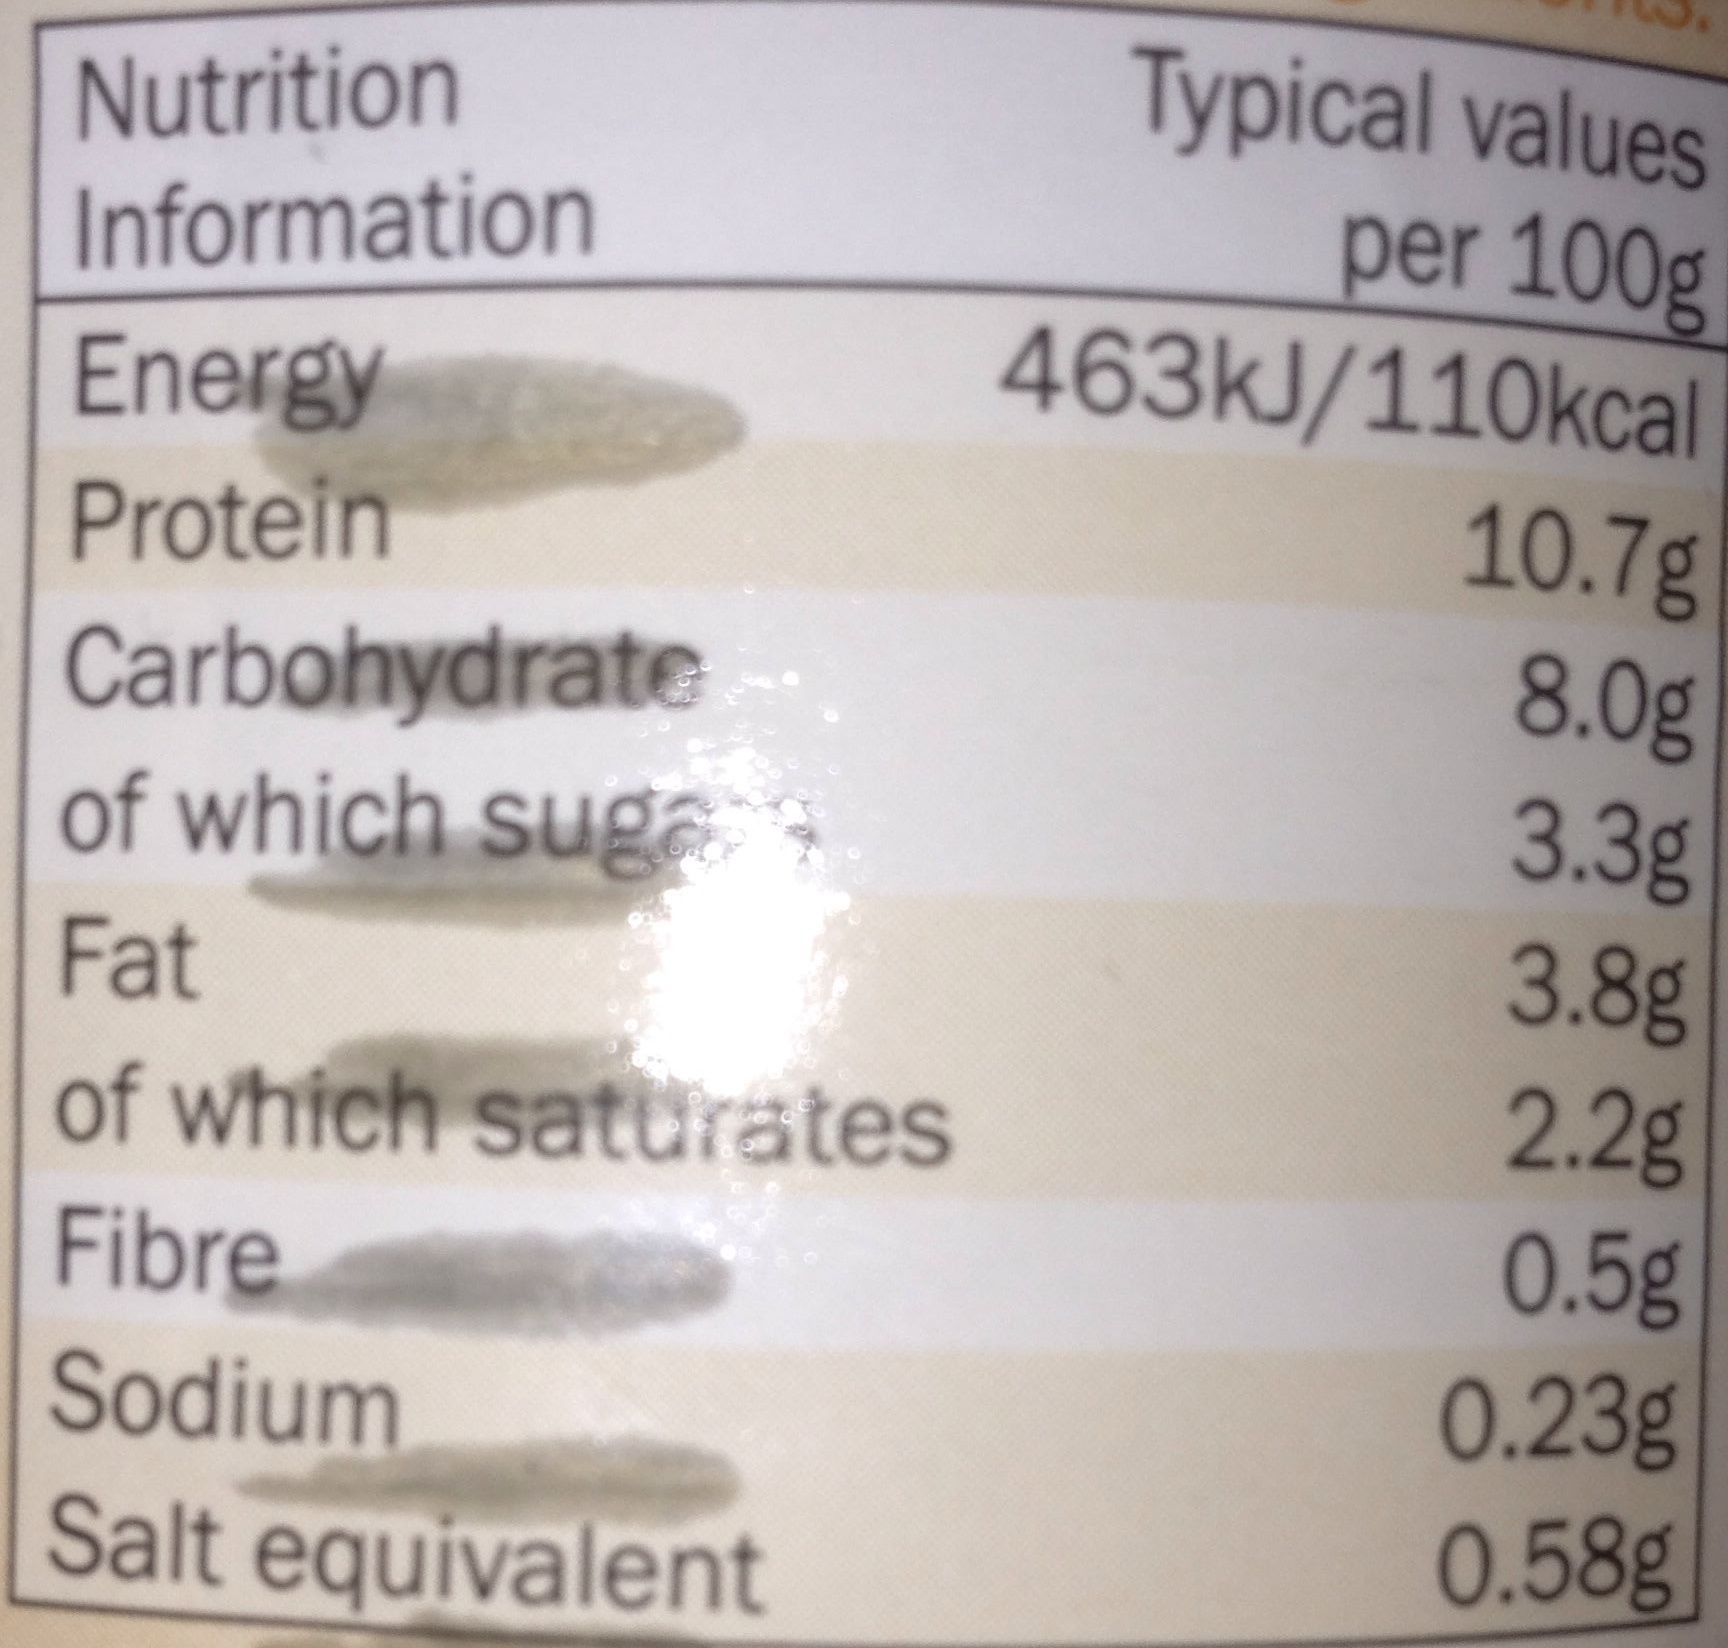 Nutrition Typical values
Information per 100g
Energy 463kJ/110kcal
Protein 10.7g
Carbohydrate 8.0g
of which sugars 3.3g
Fat 3.8g
of which saturates 2.2g
Fibre 0.5g
Sodium 0.23g
Salt equivalent 0.58g